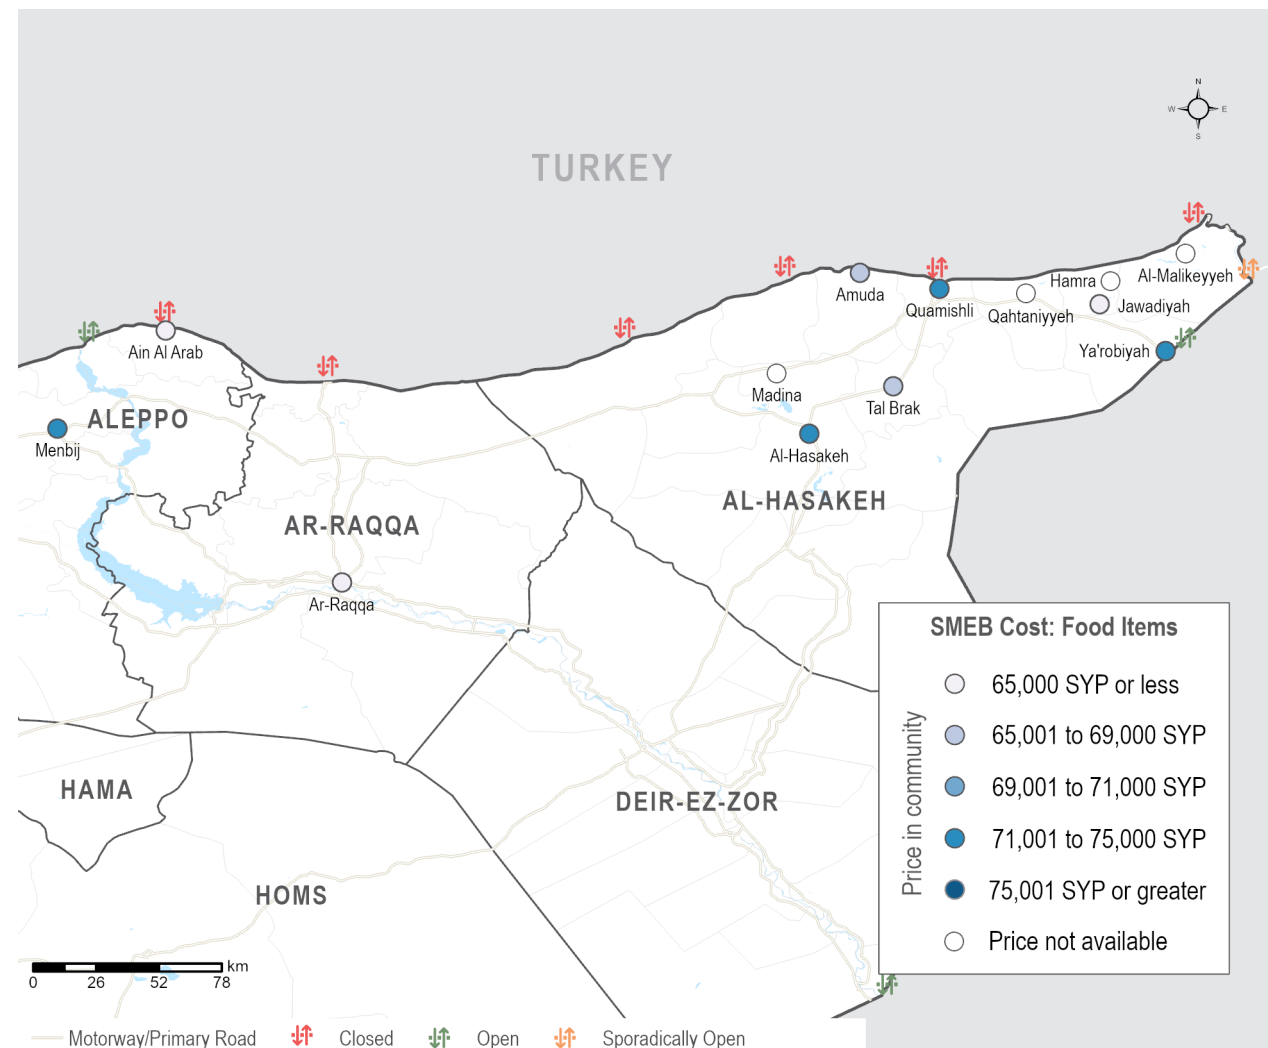 N
W E
S
TURKEY
Amuda
Quamishli
Hamra
Al-Malikeyyeh
Qahtaniyyeh
Jawadiyah
Ya'robiyah
Ain Al Arab
Madina
Tal Brak
ALEPPO
Menbij
Al-Hasakeh
AL-HASAKEH
AR-RAQQA
Ar-Raqqa
HAMA
DEIR-EZ-ZOR
HOMS
SMEB Cost: Food Items
Price in community
65,000 SYP or less
65,001 to 69,000 SYP
69,001 to 71,000 SYP
71,001 to 75,000 SYP
75,001 SYP or greater
Price not available
km
0 26 52 78
Motorway/Primary Road Closed Open Sporadically Open